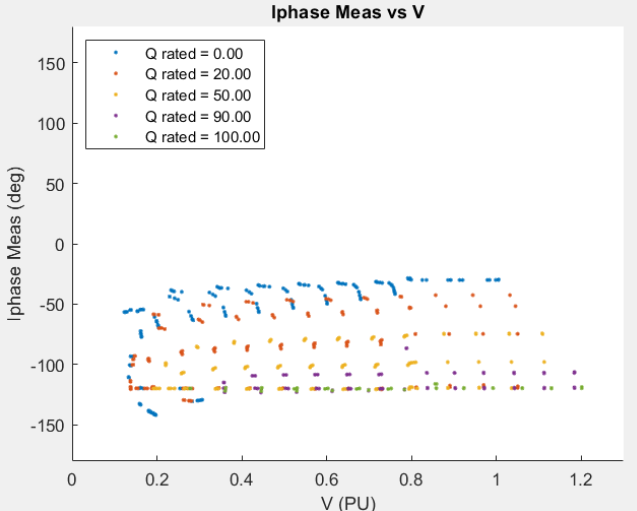 Iphase Meas vs V
150
100
50
0
-50
-100
-150
Iphase Meas (deg)
Q rated = 0.00
Q rated = 20.00
Q rated = 50.00
Q rated = 90.00
Q rated = 100.00
0 0.2 0.4 0.6 0.8 1 1.2
V (PU)